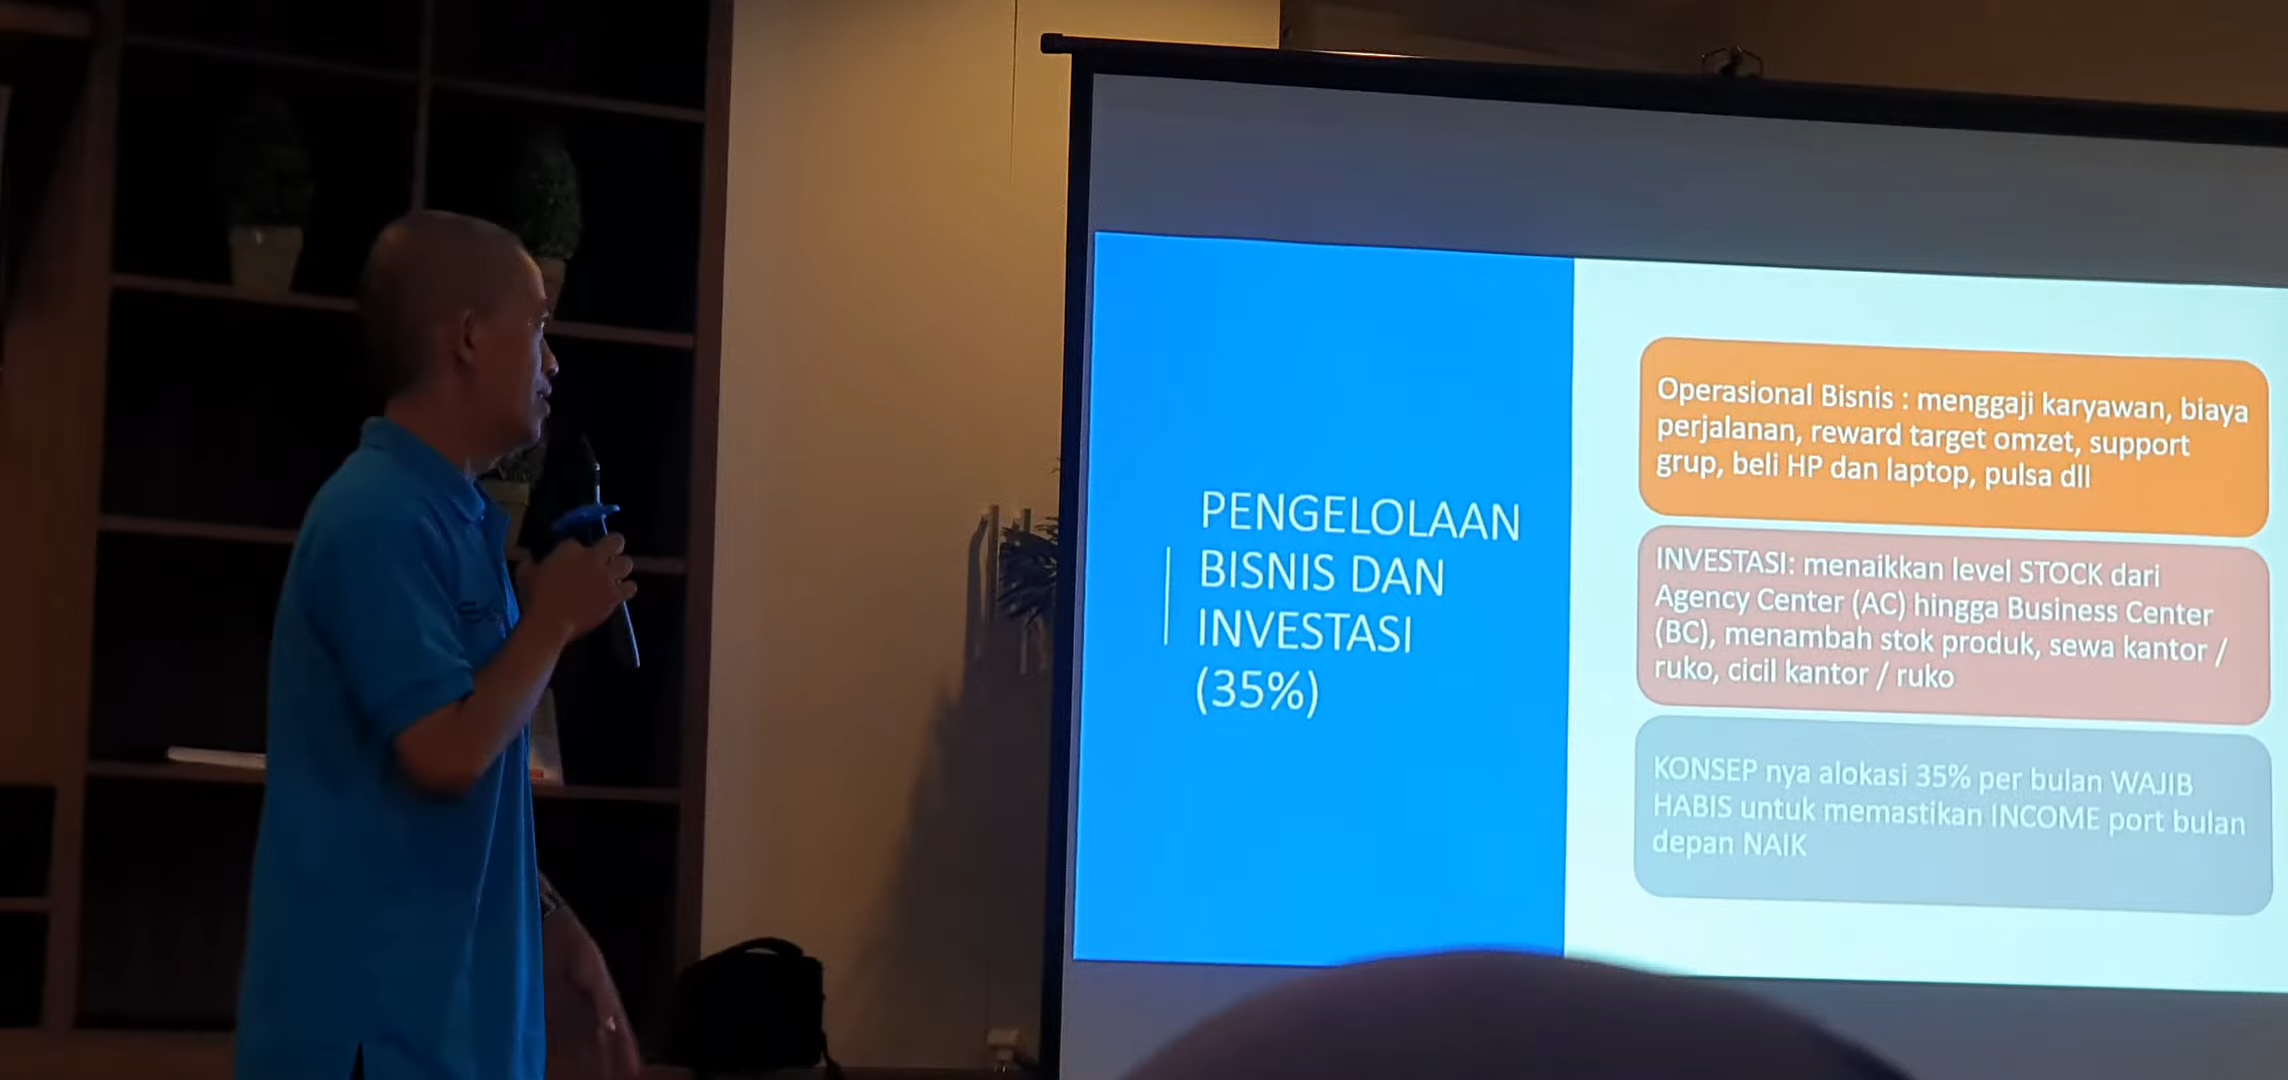 PENGELOLAAN
BISNIS DAN
INVESTASI
(35%)
Operasional Bisnis : menggaji karyawan, biaya
perjalanan, reward target omzet, support
grup, beli HP dan laptop, pulsa dll
INVESTASI: menaikkan level STOCK dari
Agency Center (AC) hingga Business Center
(BC), menambah stok produk, sewa kantor /
ruko, cicil kantor / ruko
KONSEP nya alokasi 35% per bulan WAJIB
HABIS untuk memastikan INCOME port bulan
depan NAIK